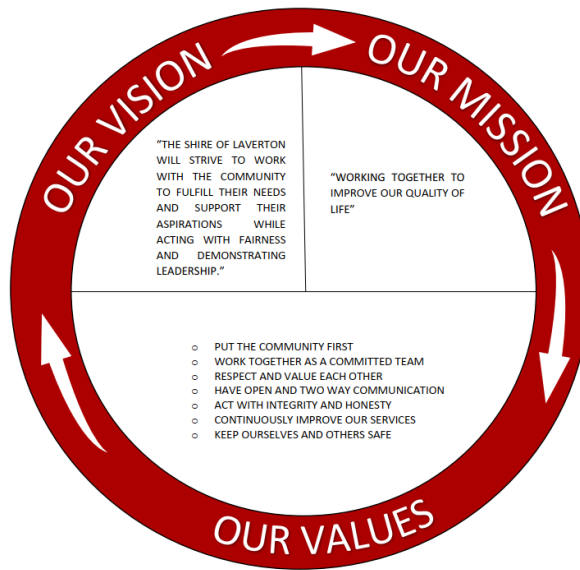 OUR VISION
OUR MISSION
"THE SHIRE OF LAVERTON
WILL STRIVE TO WORK
WITH THE COMMUNITY
TO FULFILL THEIR NEEDS
AND SUPPORT THEIR
ASPIRATIONS WHILE
ACTING WITH FAIRNESS
AND DEMONSTRATING
LEADERSHIP."
"WORKING TOGETHER TO
IMPROVE OUR QUALITY OF
LIFE"
o PUT THE COMMUNITY FIRST
o WORK TOGETHER AS A COMMITTED TEAM
o RESPECT AND VALUE EACH OTHER
o HAVE OPEN AND TWO WAY COMMUNICATION
o ACT WITH INTEGRITY AND HONESTY
o CONTINUOUSLY IMPROVE OUR SERVICES
o KEEP OURSELVES AND OTHERS SAFE
OUR VALUES